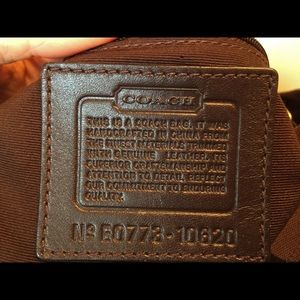 COACH
THIS IS A COACH BAG. IT WAS
HANDCRAFTED IN CHINA FROM
THE FINEST MATERIALS TRIMMED
WITH GENUINE LEATHER. ITS
SUPERIOR CRAFTSMANSHIP AND
ATTENTION TO DETAIL REFLECT
OUR COMMITMENT TO ENDURING
QUALITY.
Nº E0773-10620